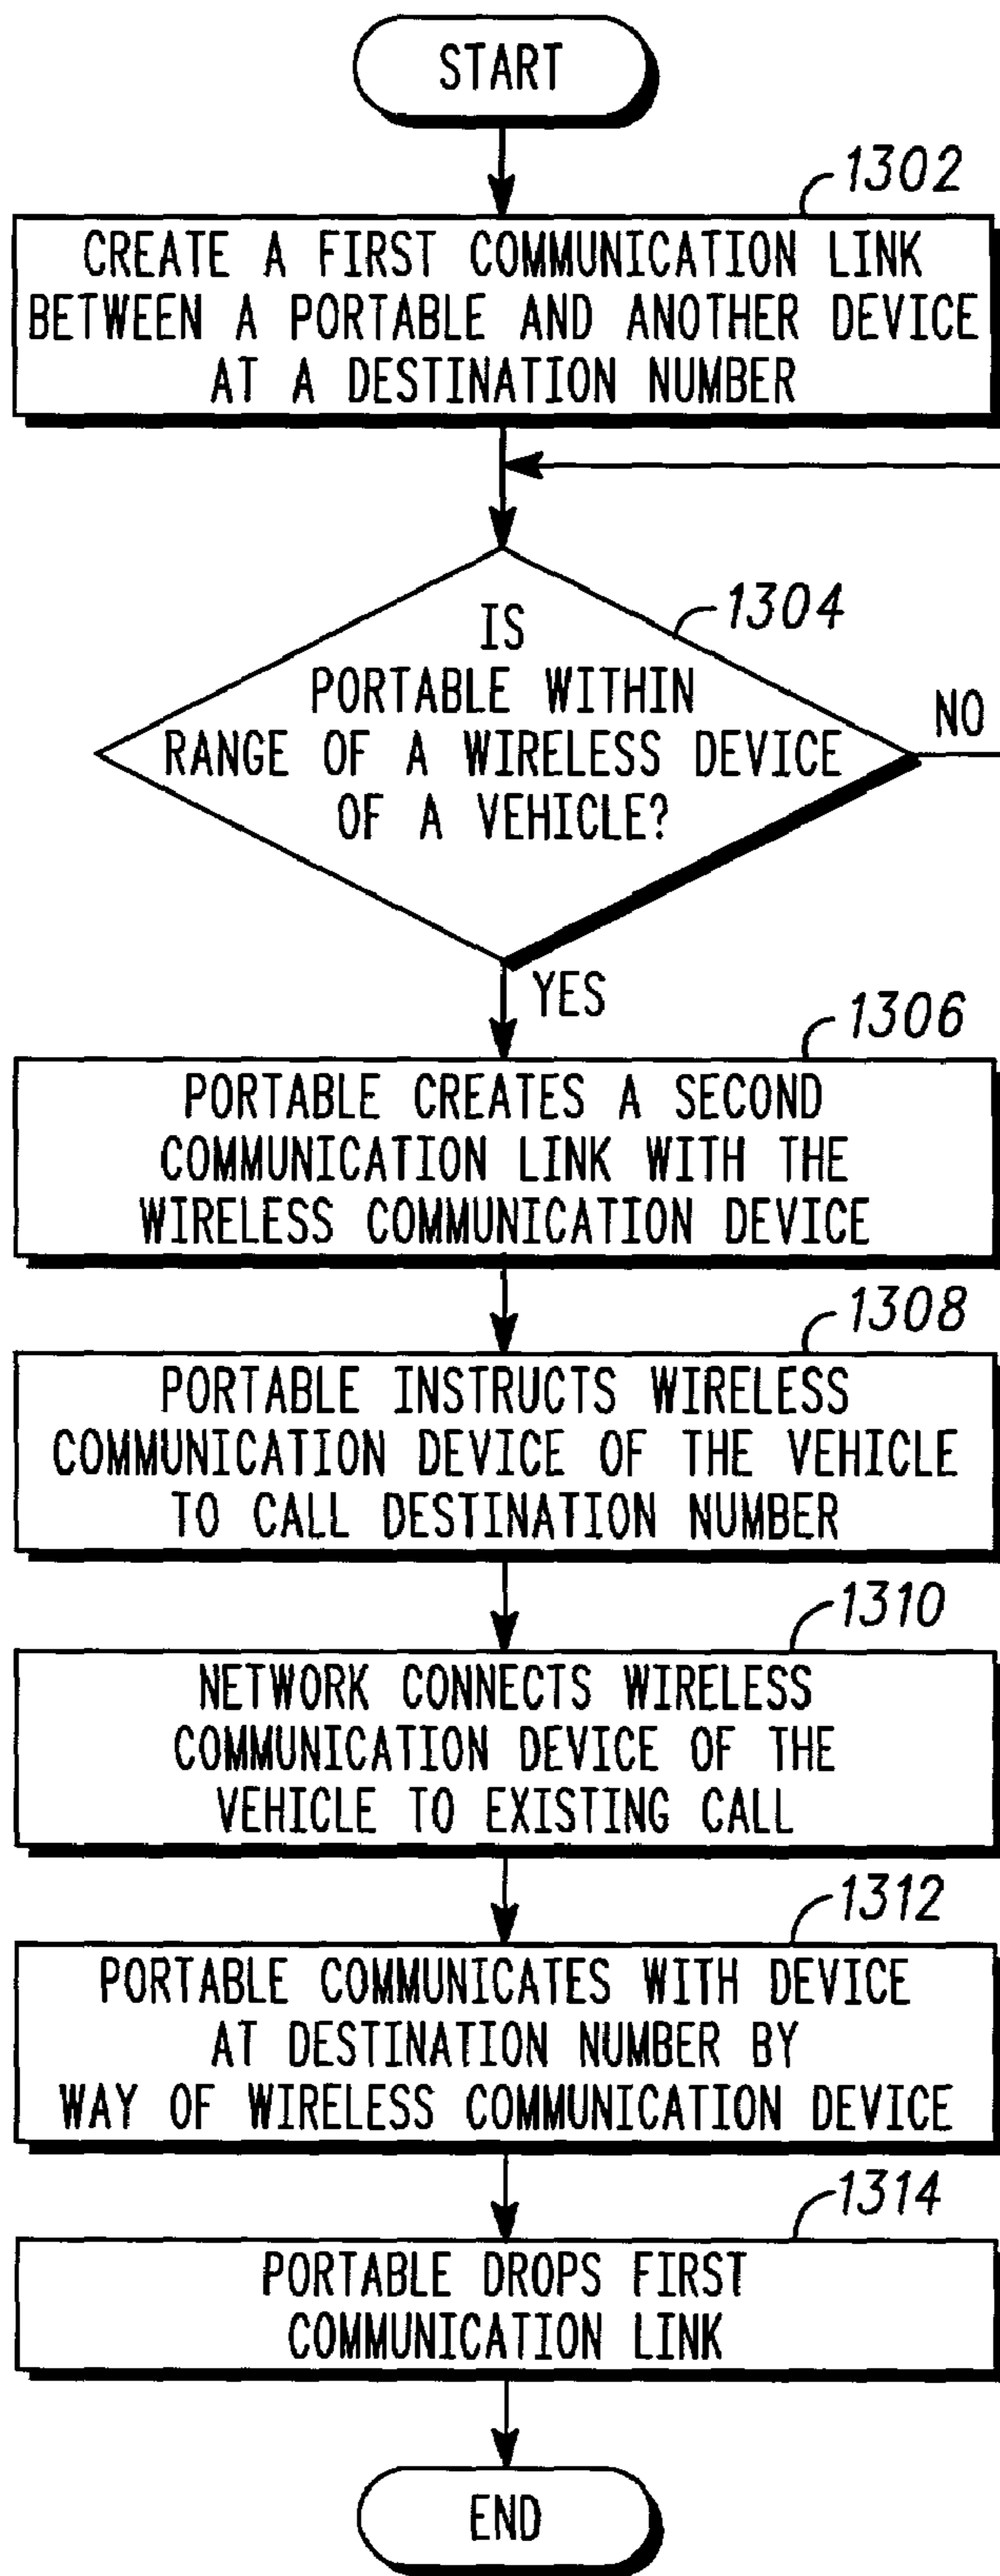 START
1302
CREATE A FIRST COMMUNICATION LINK
BETWEEN A PORTABLE AND ANOTHER DEVICE
AT A DESTINATION NUMBER
1304
IS
PORTABLE WITHIN
RANGE OF A WIRELESS DEVICE
OF A VEHICLE?
NO
YES
1306
PORTABLE CREATES A SECOND
COMMUNICATION LINK WITH THE
WIRELESS COMMUNICATION DEVICE
1308
PORTABLE INSTRUCTS WIRELESS
COMMUNICATION DEVICE OF THE VEHICLE
TO CALL DESTINATION NUMBER
1310
NETWORK CONNECTS WIRELESS
COMMUNICATION DEVICE OF THE
VEHICLE TO EXISTING CALL
1312
PORTABLE COMMUNICATES WITH DEVICE
AT DESTINATION NUMBER BY
WAY OF WIRELESS COMMUNICATION DEVICE
1314
PORTABLE DROPS FIRST
COMMUNICATION LINK
END